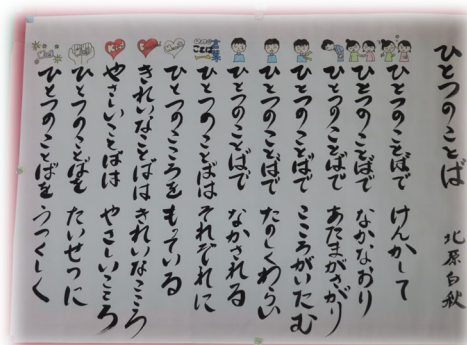 ひとつのことば
北原白秋
ひとつのことばで けんかして
ひとつのことばで なかなおり
ひとつのことばで あたまがさがり
ひとつのことばで こころがいたむ
ひとつのことばで たのしくわらい
ひとつのことばで なかされる
ひとつのことばは それぞれに
ひとつのこころを もっている
きれいなことばは きれいなこころ
やさしいことばは やさしいこころ
ひとつのことばを たいせつに
ひとつのことばを うつくしく